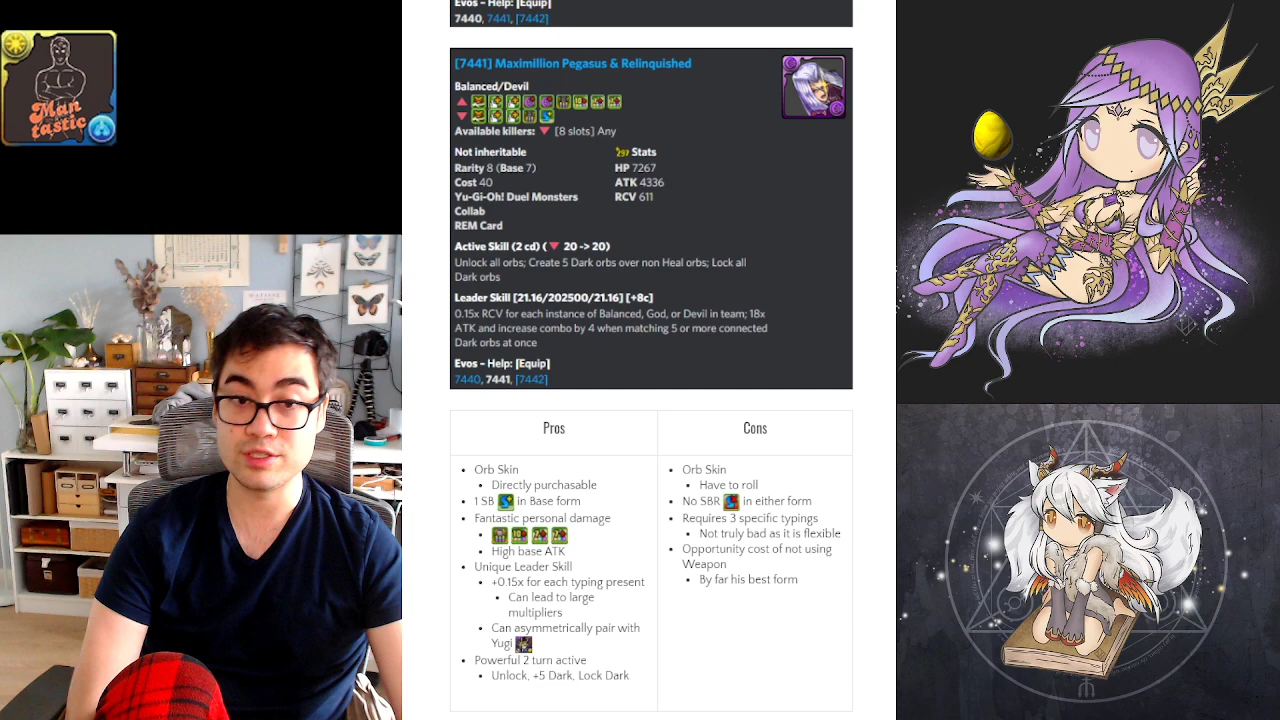 Man
tastic
Evos – Help: [Equip]
7440, 7441, [7442]
[7441] Maximillion Pegasus & Relinquished
Balanced/Devil
Available killers: [8 slots] Any
Not inheritable
297 Stats
Rarity 8 (Base 7)
HP 7267
Cost 40
ATK 4336
Yu-Gi-Oh! Duel Monsters
RCV 611
Collab
REM Card
Active Skill (2 cd) ( 20 -> 20)
Unlock all orbs; Create 5 Dark orbs over non Heal orbs; Lock all
Dark orbs
Leader Skill [21.16/202500/21.16] [+8c]
0.15x RCV for each instance of Balanced, God, or Devil in team; 18x
ATK and increase combo by 4 when matching 5 or more connected
Dark orbs at once
Evos – Help: [Equip]
7440, 7441, [7442]
Pros
Orb Skin
Directly purchasable
1 SB in Base form
Fantastic personal damage
High base ATK
Unique Leader Skill
+0.15x for each typing present
Can lead to large
multipliers
Can asymmetrically pair with
Yugi
Powerful 2 turn active
Unlock, +5 Dark, Lock Dark
Cons
Orb Skin
Have to roll
No SBR in either form
Requires 3 specific typings
Not truly bad as it is flexible
Opportunity cost of not using
Weapon
By far his best form